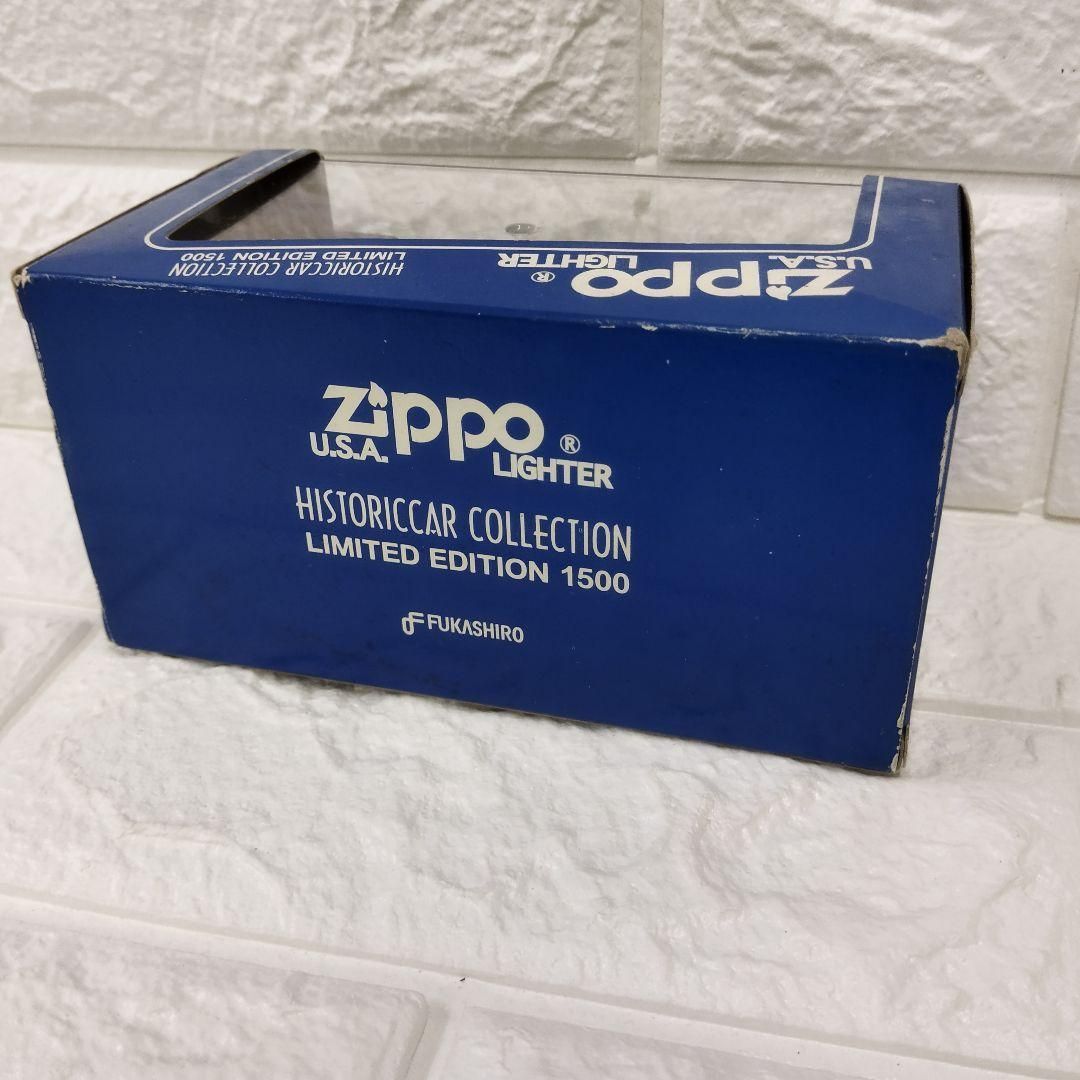 HISTORICCAR COLLECTION
LIMITED EDITION 1500
Zippo®
U.S.A. LIGHTER
Zippo®
U.S.A. LIGHTER
HISTORICCAR COLLECTION
LIMITED EDITION 1500
FUKASHIRO